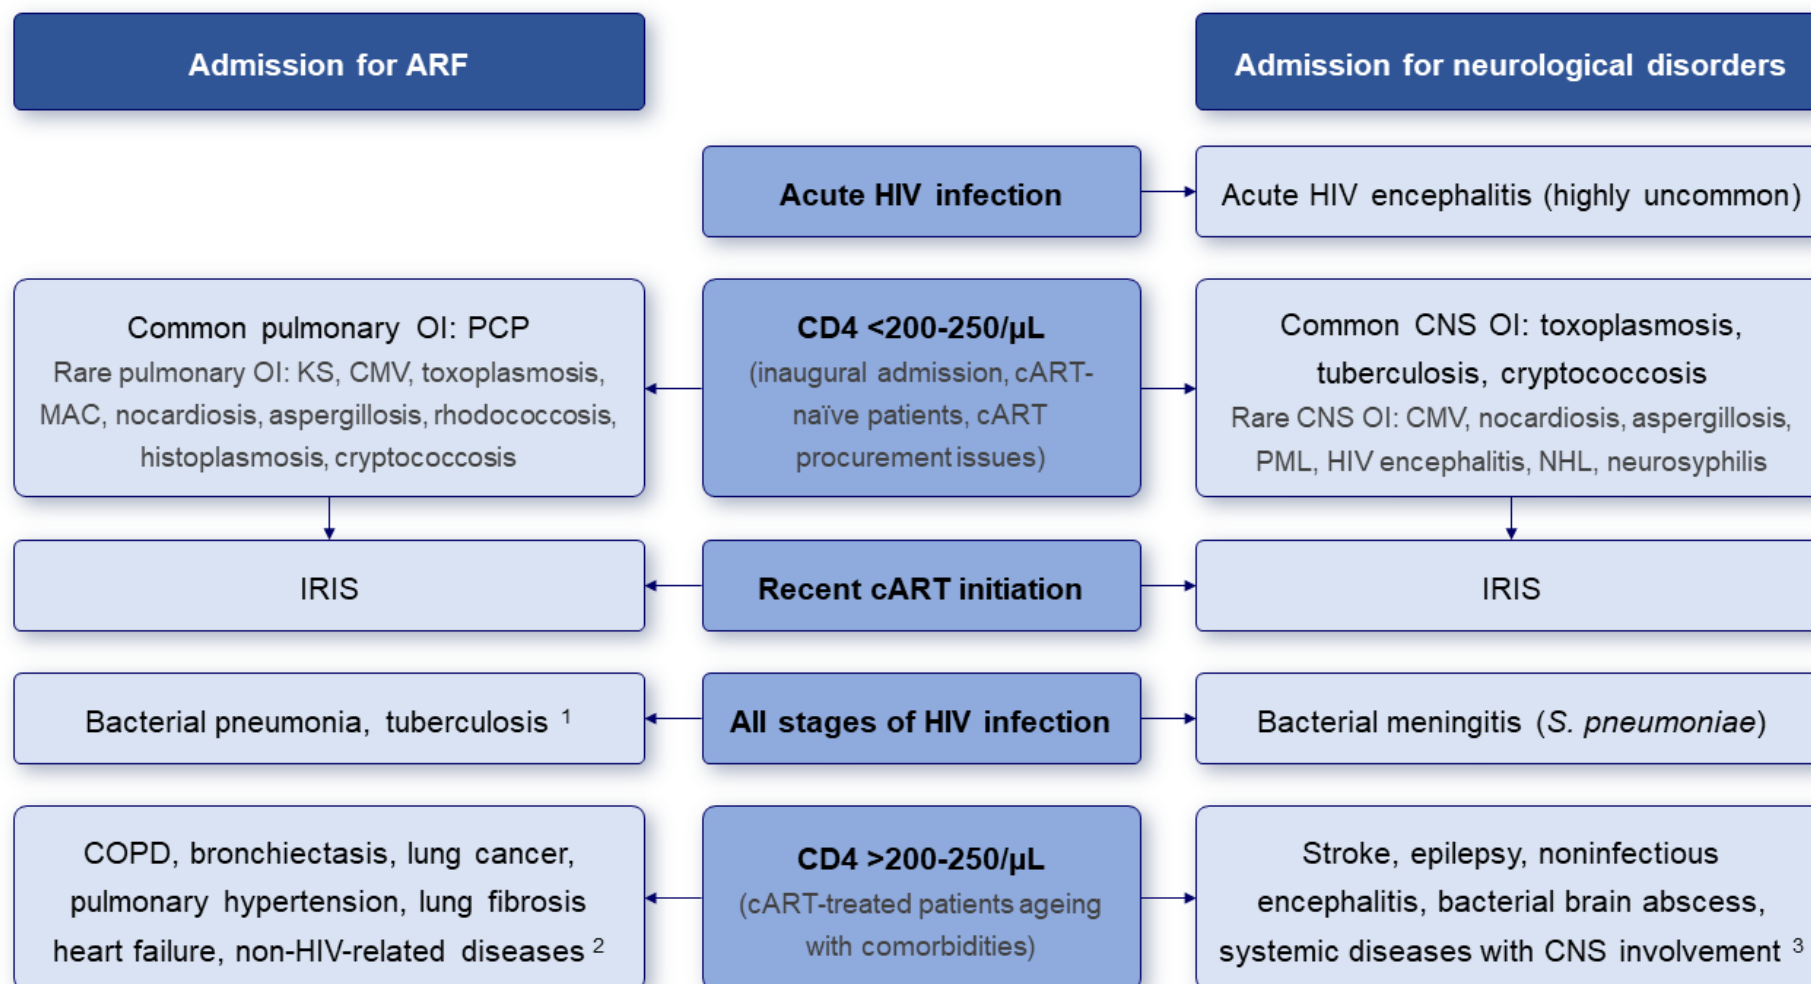 Admission for ARF
Admission for neurological disorders
Acute HIV infection
Acute HIV encephalitis (highly uncommon)
Common pulmonary OI: PCP
Rare pulmonary OI: KS, CMV, toxoplasmosis,
MAC, nocardiosis, aspergillosis, rhodococcosis,
histoplasmosis, cryptococcosis
CD4 <200-250/µL
(inaugural admission, cART-
naïve patients, cART
procurement issues)
Common CNS OI: toxoplasmosis,
tuberculosis, cryptococcosis
Rare CNS OI: CMV, nocardiosis, aspergillosis,
PML, HIV encephalitis, NHL, neurosyphilis
IRIS
Recent cART initiation
IRIS
Bacterial pneumonia, tuberculosis ¹
All stages of HIV infection
Bacterial meningitis (S. pneumoniae)
COPD, bronchiectasis, lung cancer,
pulmonary hypertension, lung fibrosis
heart failure, non-HIV-related diseases ²
CD4 >200-250/µL
(cART-treated patients ageing
with comorbidities)
Stroke, epilepsy, noninfectious
encephalitis, bacterial brain abscess,
systemic diseases with CNS involvement ³